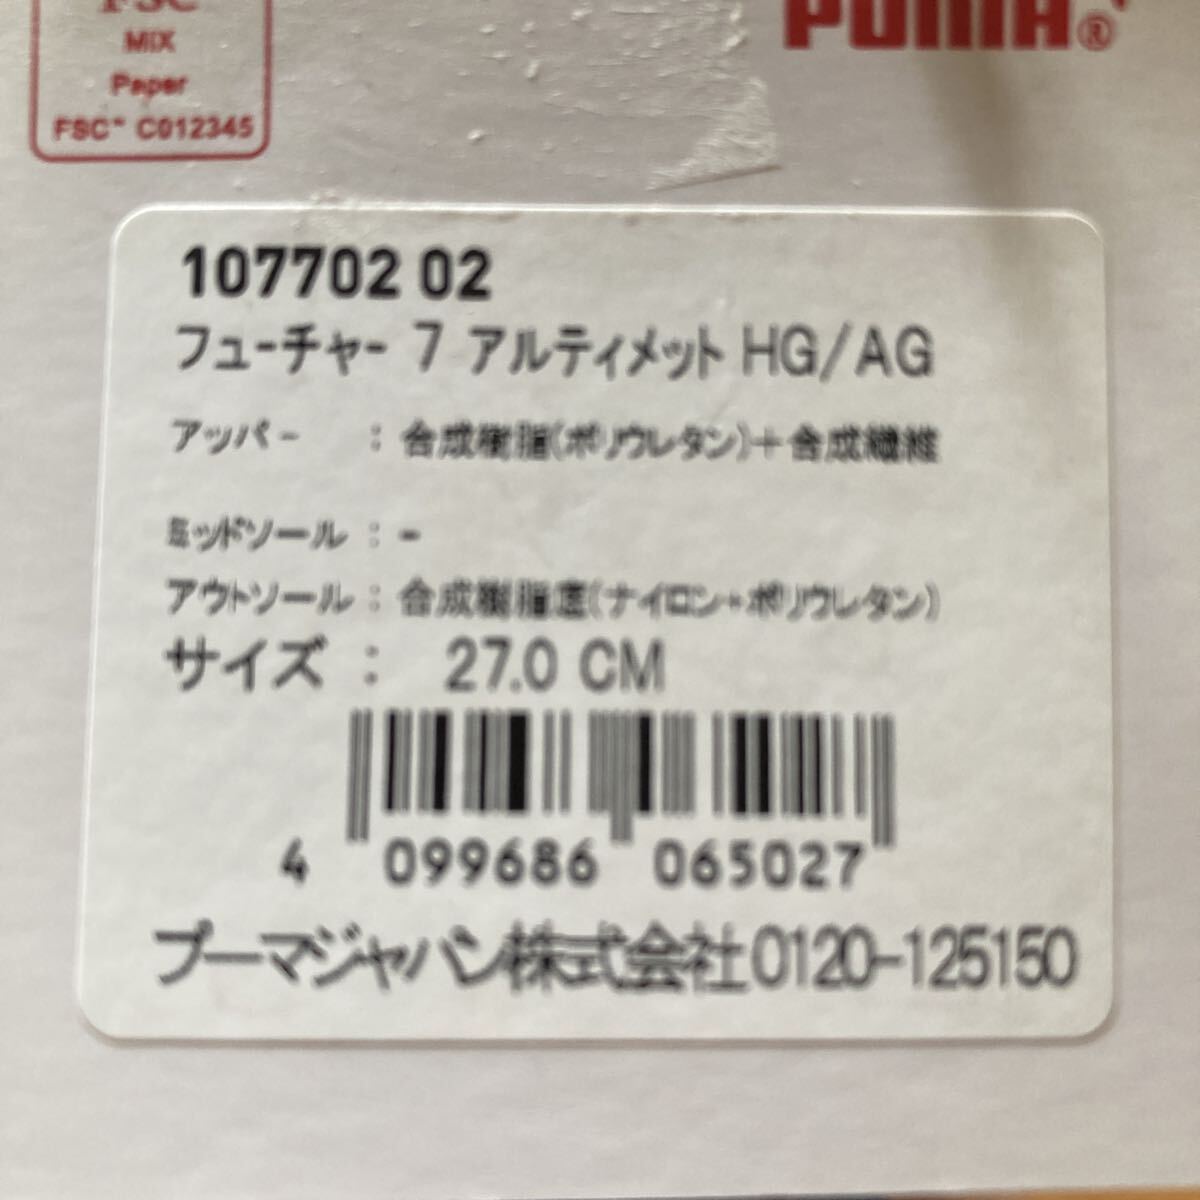 FSC
MIX
Paper
FSC™ C012345
PUMA®
107702 02
フューチャー 7 アルティメット HG/AG
アッパー : 合成樹脂(ポリウレタン)+合成繊維
ミッドソール : -
アウトソール : 合成樹脂底(ナイロン+ポリウレタン)
サイズ : 27.0 CM
4 099686 065027
プーマジャパン株式会社0120-125150